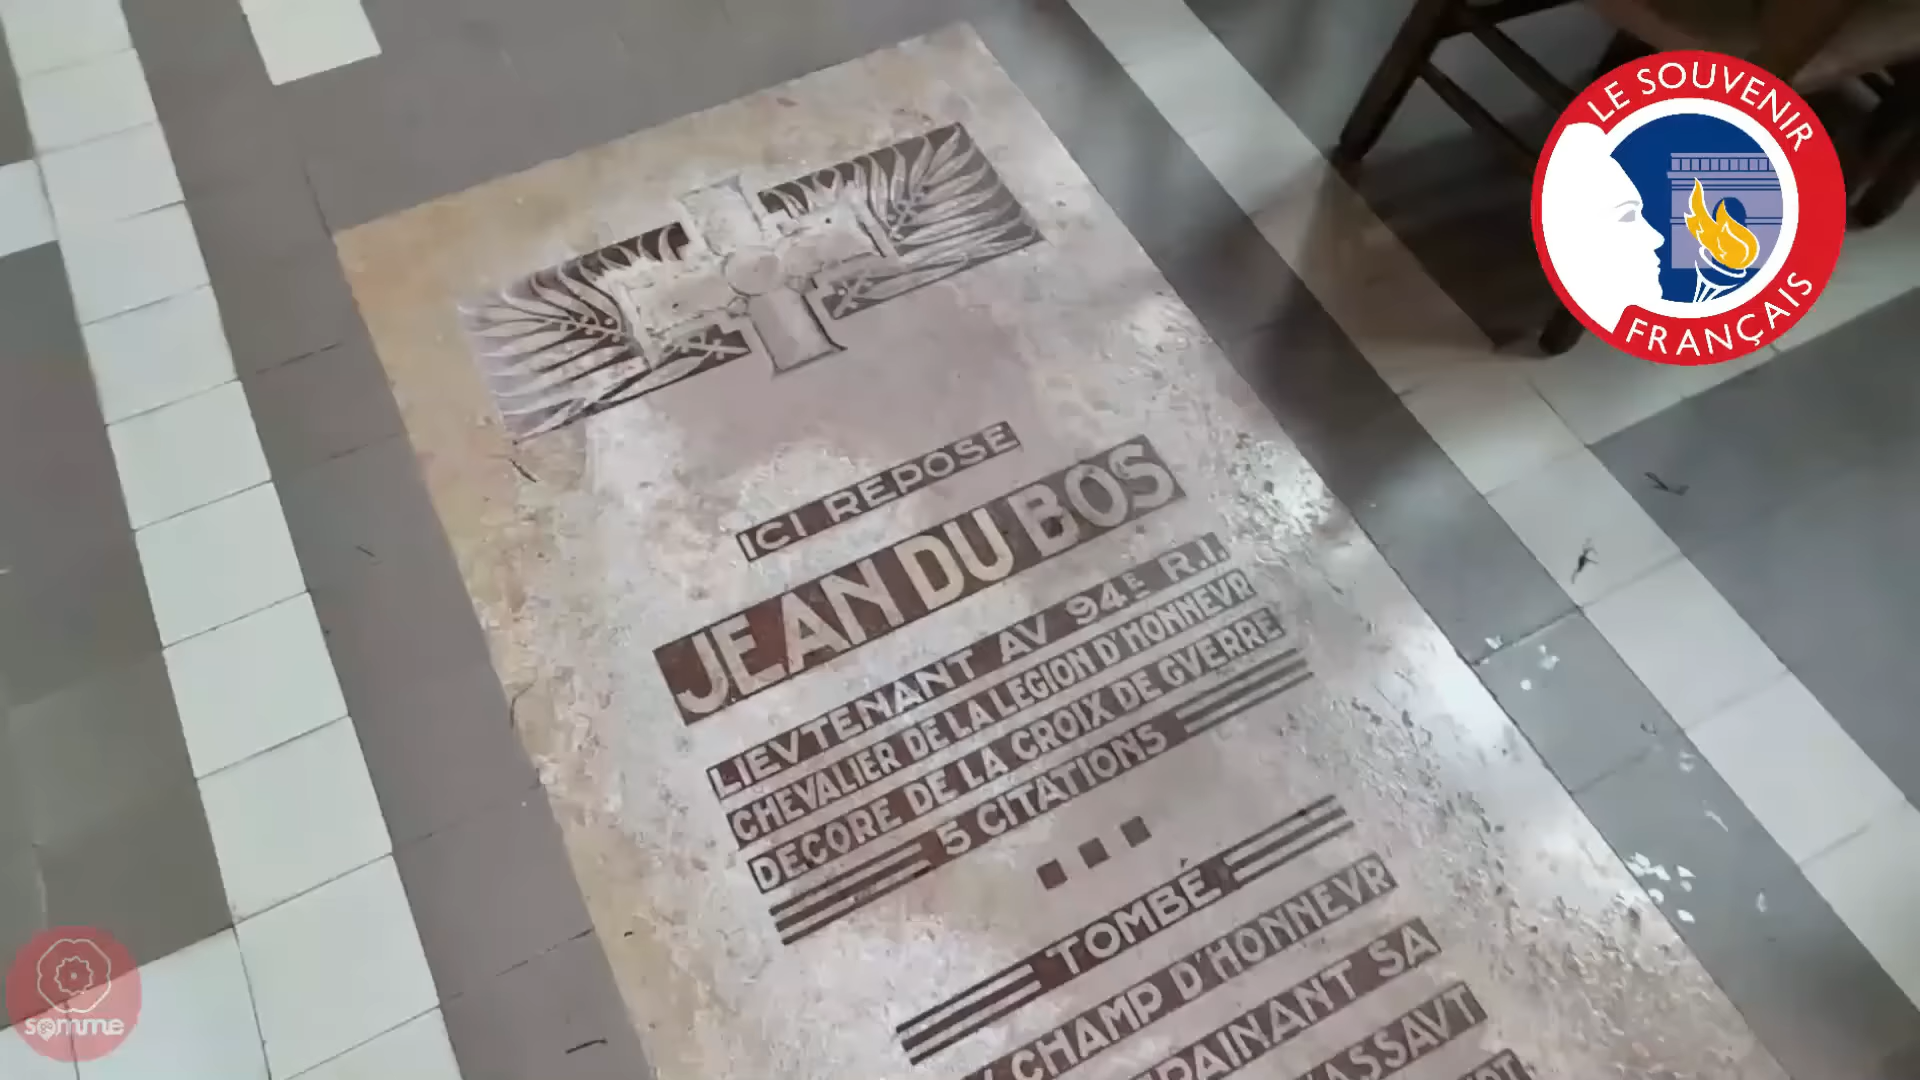 LE SOUVENIR
FRANÇAIS
ICI REPOSE
JEAN DU BOS
LIEVTENANT AV 94E R.I.
CHEVALIER DE LA LEGION D'HONNEVR
DECORE DE LA CROIX DE GVERRE
5 CITATIONS
TOMBÉ
CHAMP D'HONNEVR
SA
ASSAVT
somme